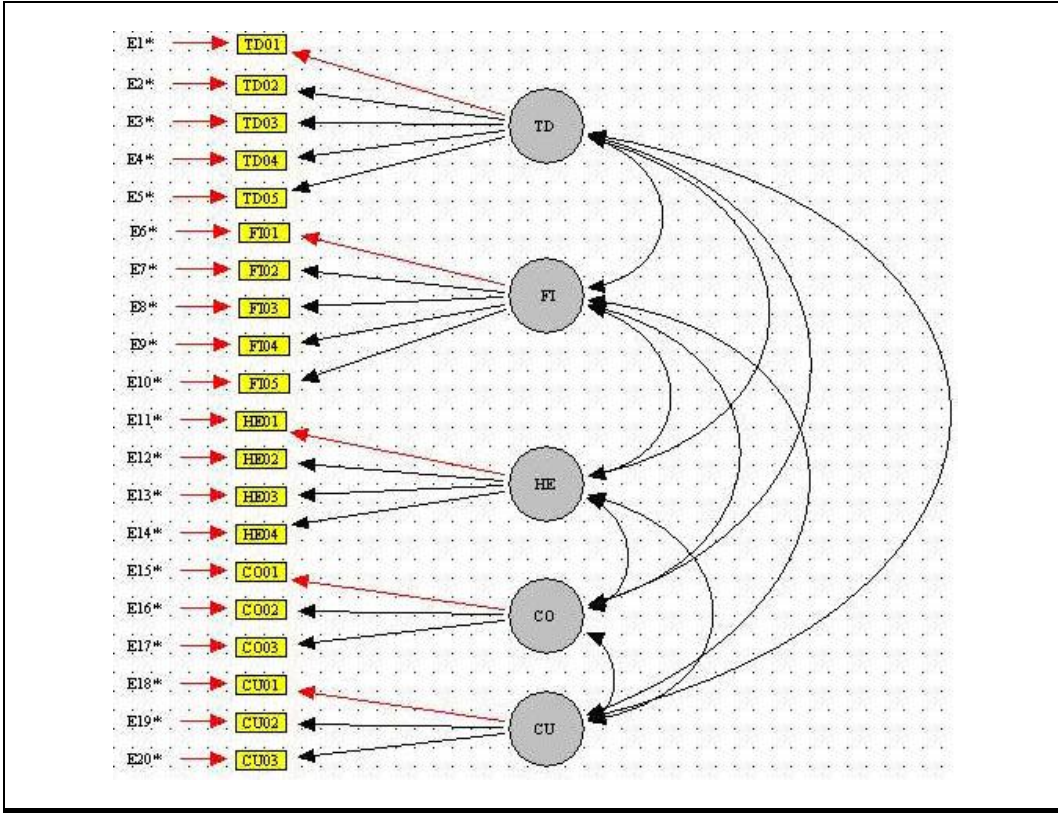 E1* TD01
E2* TD02
TD
E3* TD03
E4* TD04
E5* TD05
E6* FI01
E7* FI02
FI
E8* FI03
E9* FI04
E10* FI05
E11* HE01
E12* HE02
HE
E13* HE03
E14* HE04
E15* CO01
E16* CO02
CO
E17* CO03
E18* CU01
E19* CU02
CU
E20* CU03